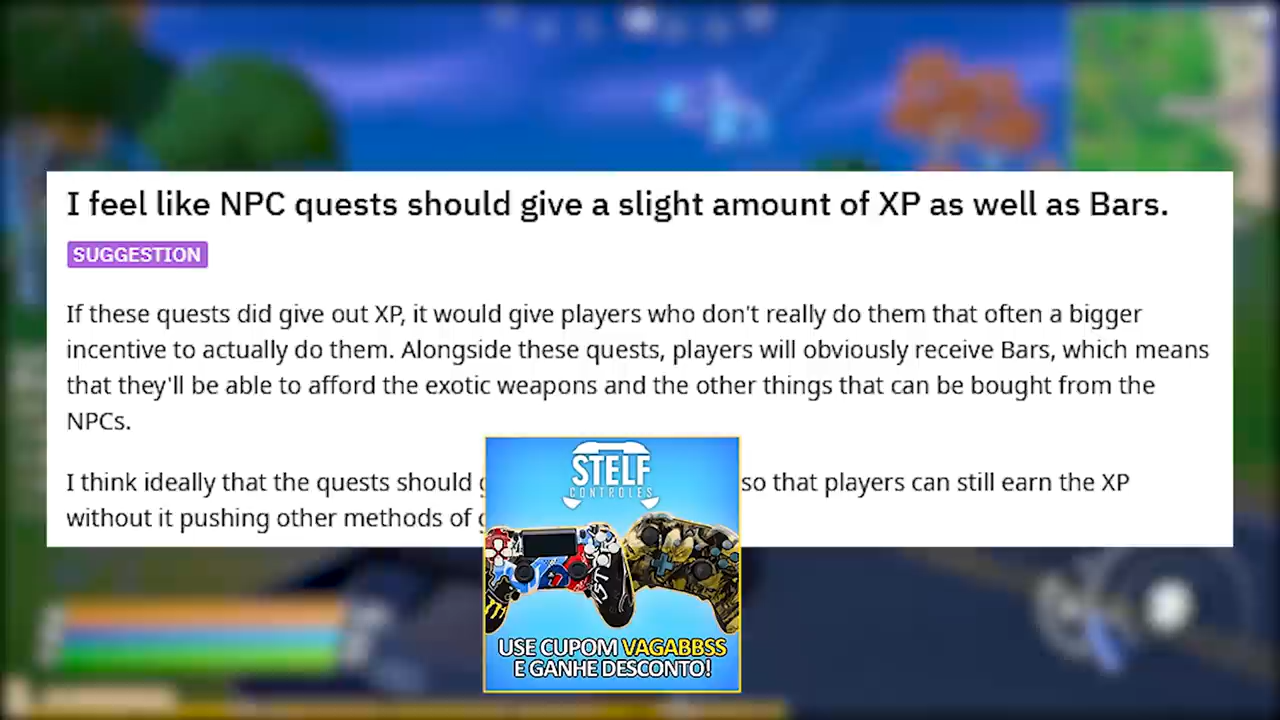 I feel like NPC quests should give a slight amount of XP as well as Bars.
SUGGESTION
If these quests did give out XP, it would give players who don't really do them that often a bigger
incentive to actually do them. Alongside these quests, players will obviously receive Bars, which means
that they'll be able to afford the exotic weapons and the other things that can be bought from the
NPCs.
I think ideally that the quests should so that players can still earn the XP
without it pushing other methods of
STELF
CONTROLES
USE CUPOM VAGABBSS
E GANHE DESCONTO!